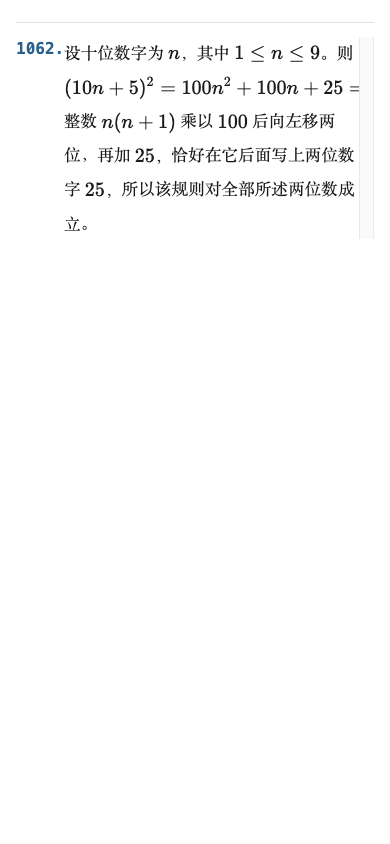 1062. 设十位数字为 n，其中 1 ≤ n ≤ 9。则
(10n + 5)² = 100n² + 100n + 25 =
整数 n(n + 1) 乘以 100 后向左移两
位，再加 25，恰好在它后面写上两位数
字 25，所以该规则对全部所述两位数成
立。